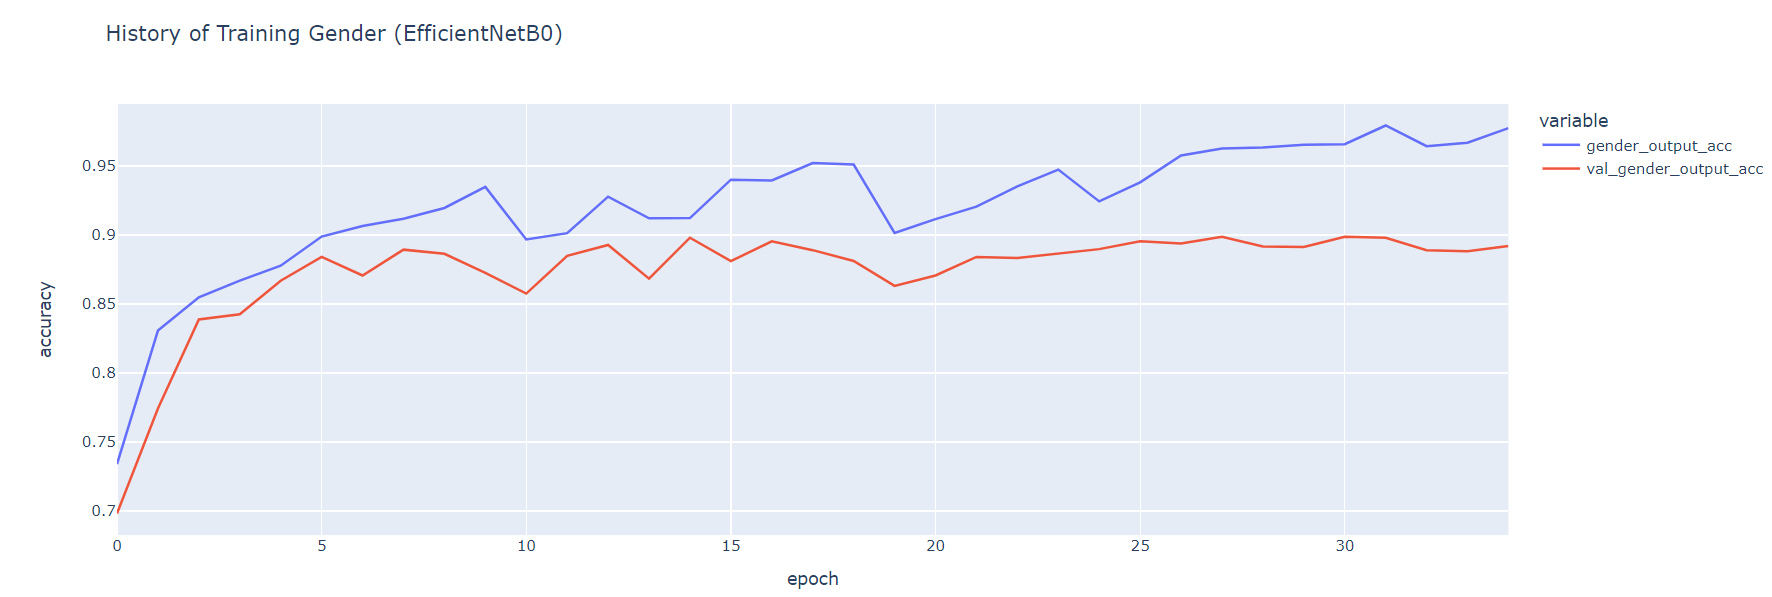 History of Training Gender (EfficientNetB0)
variable
gender_output_acc
val_gender_output_acc
accuracy
0.95
0.9
0.85
0.8
0.75
0.7
0
5
10
15
20
25
30
epoch